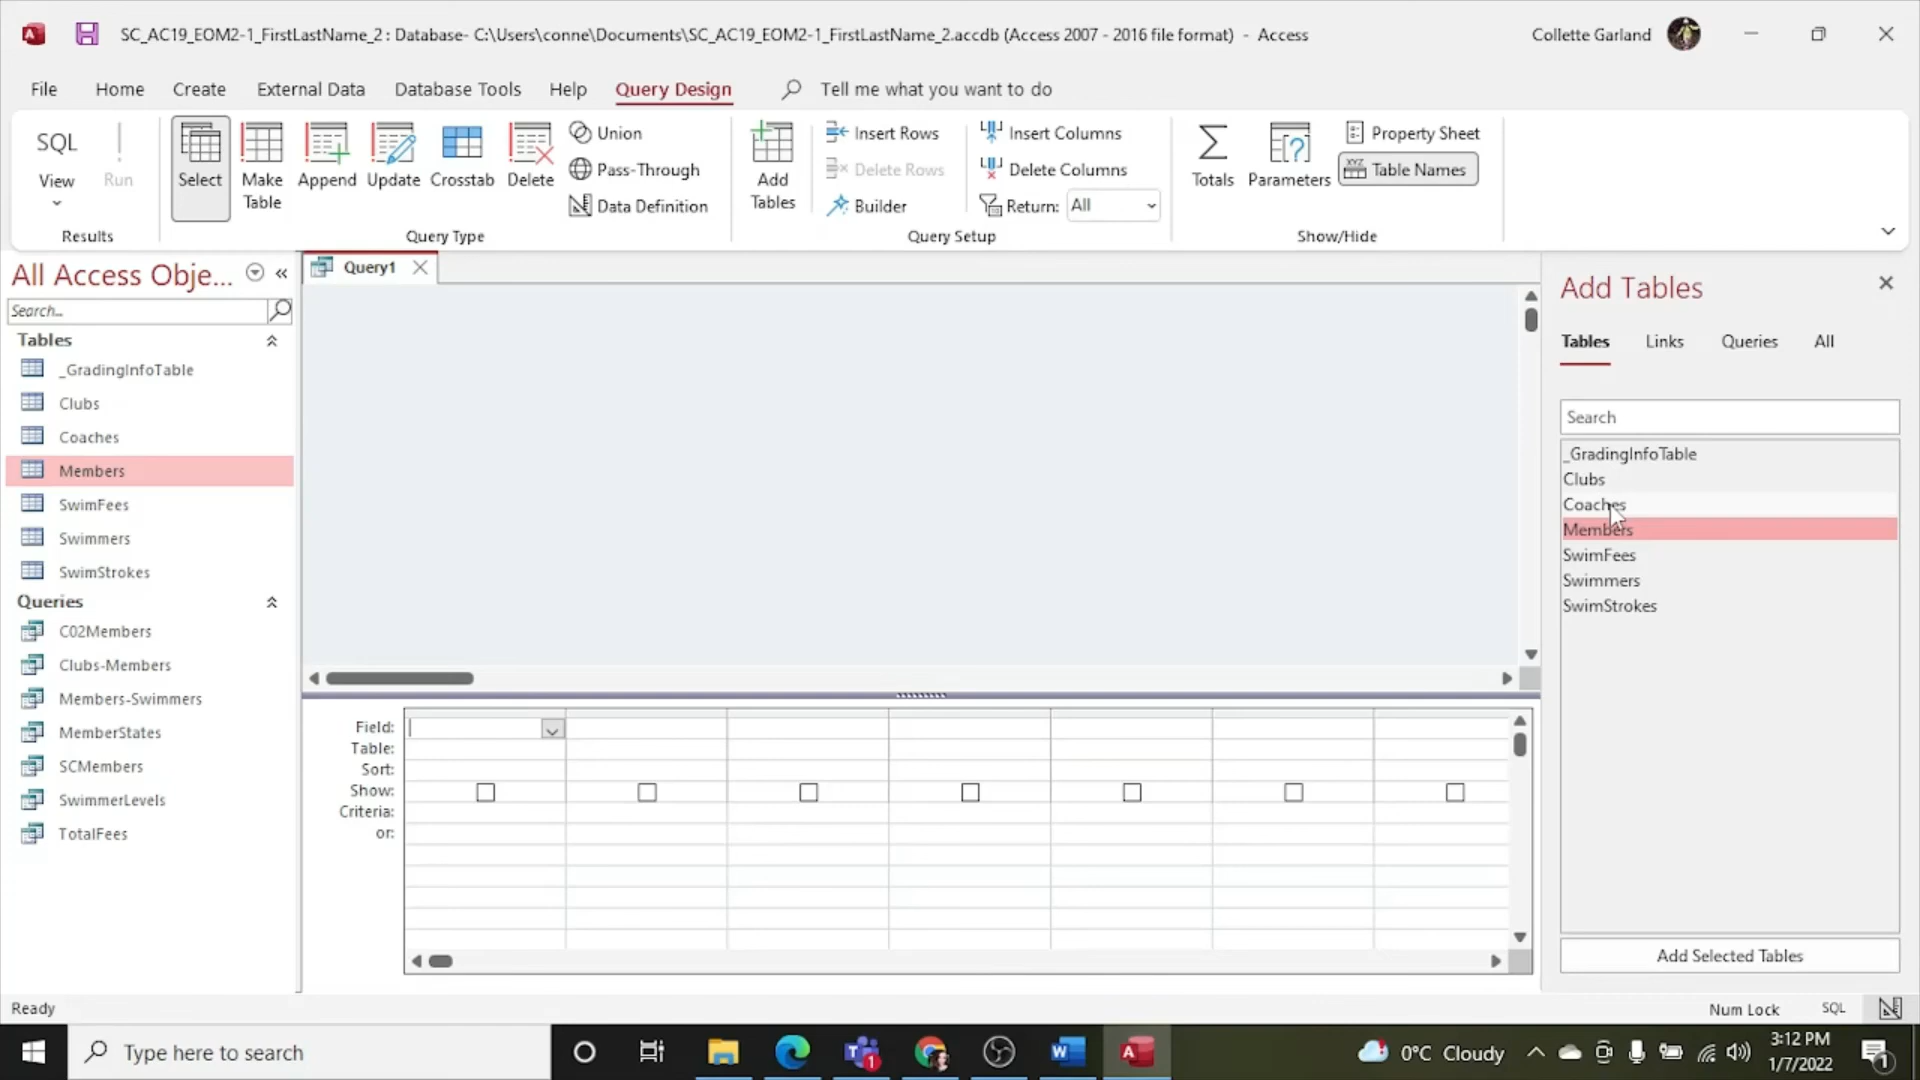 SC_AC19_EOM2-1_FirstLastName_2 : Database- C:\Users\conne\Documents\SC_AC19_EOM2-1_FirstLastName_2.accdb (Access 2007 - 2016 file format) - Access
Collette Garland
File Home Create External Data Database Tools Help Query Design Tell me what you want to do
SQL
View
Run
Results
Select
Make Table
Append
Update
Crosstab
Delete
Union
Pass-Through
Data Definition
Query Type
Add Tables
Insert Rows
Delete Rows
Builder
Insert Columns
Delete Columns
Return: All
Query Setup
Totals
Parameters
Property Sheet
XYZ Table Names
Show/Hide
All Access Obje...
Search...
Tables
_GradingInfoTable
Clubs
Coaches
Members
SwimFees
Swimmers
SwimStrokes
Queries
C02Members
Clubs-Members
Members-Swimmers
MemberStates
SCMembers
SwimmerLevels
TotalFees
Query1
Field:
Table:
Sort:
Show:
Criteria:
or:
Add Tables
Tables Links Queries All
Search
_GradingInfoTable
Clubs
Coaches
Members
SwimFees
Swimmers
SwimStrokes
Add Selected Tables
Ready
Num Lock
SQL
Type here to search
1
0°C Cloudy
3:12 PM
1/7/2022
1